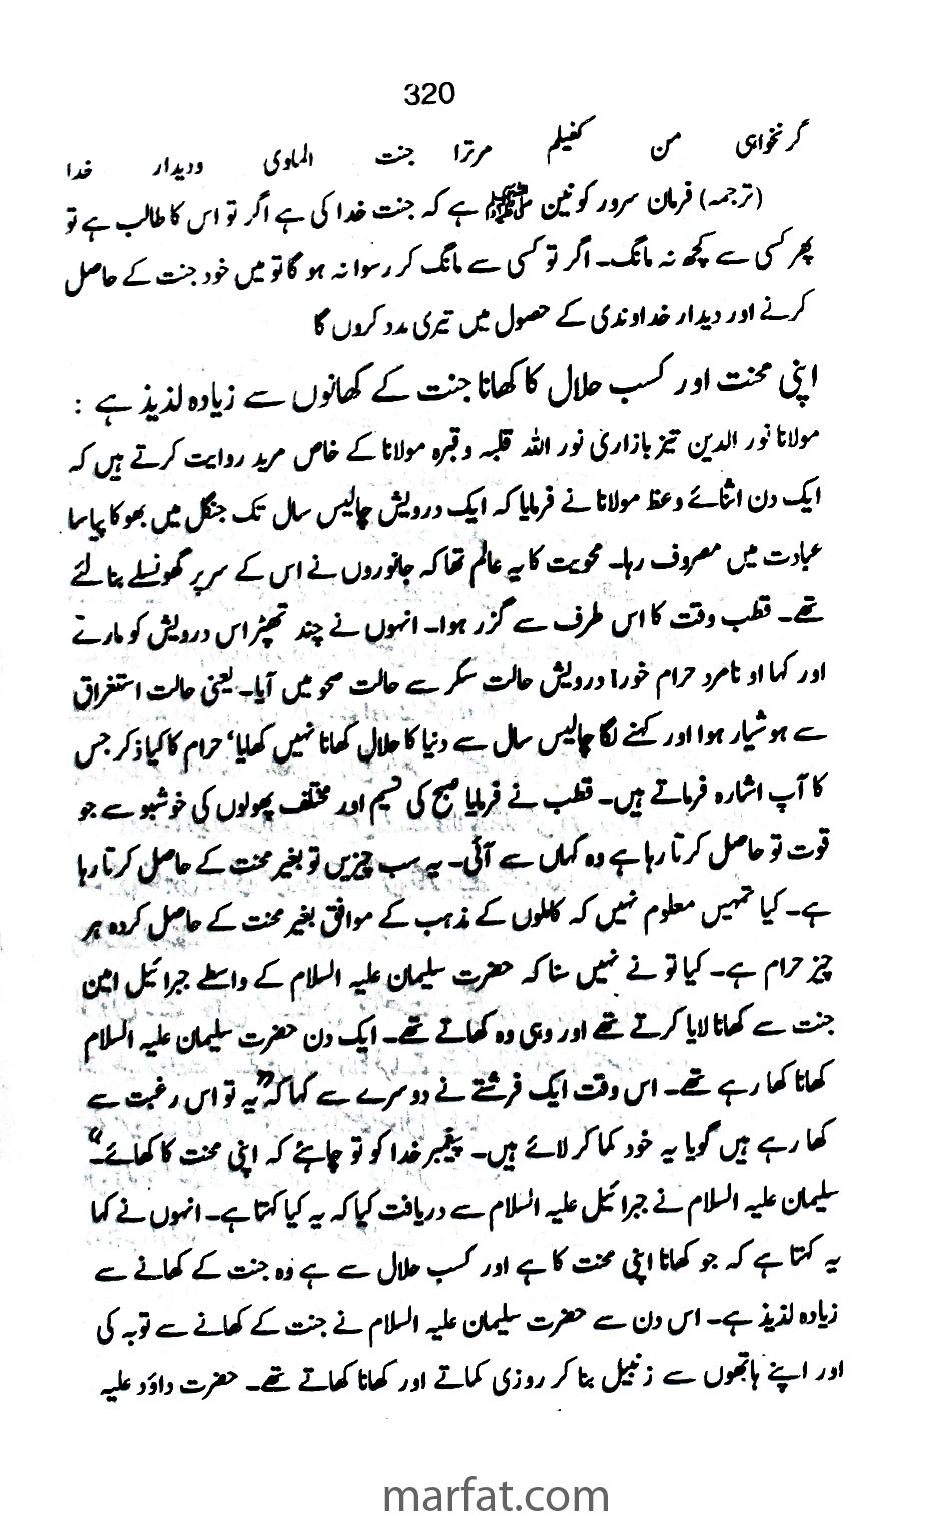 320
گر نخواہی من کفیلم مرترا جنت الماوی و دیدار خدا
(ترجمہ) فرمان سرور کونین ﷺ ہے کہ جنت خدا کی ہے اگر تو اس کا طالب ہے تو
پھر کسی سے کچھ نہ مانگ۔ اگر تو کسی سے مانگ کر رسوا نہ ہو گا تو میں خود جنت کے حاصل
کرنے اور دیدار خداوندی کے حصول میں تیری مدد کروں گا
اپنی محنت اور کسب حلال کا کھانا جنت کے کھانوں سے زیادہ لذیذ ہے :
مولانا نور الدین تیز بازاری نور اللہ قلبہ و قبرہ مولانا کے خاص مرید روایت کرتے ہیں کہ
ایک دن اثنائے وعظ مولانا نے فرمایا کہ ایک درویش چالیس سال تک جنگل میں بھوکا پیاسا
عبادت میں مصروف رہا۔ محویت کا یہ عالم تھا کہ جانوروں نے اس کے سر پر گھونسلے بنا لئے
تھے۔ قطب وقت کا اس طرف سے گزر ہوا۔ انہوں نے چند تھپڑ اس درویش کو مارے
اور کہا او نامرد حرام خور! درویش حالت سکر سے حالت صحو میں آیا۔ یعنی حالت استغراق
سے ہوشیار ہوا اور کہنے لگا چالیس سال سے دنیا کا حلال کھانا نہیں کھایا، حرام کا کیا ذکر جس
کا آپ اشارہ فرماتے ہیں۔ قطب نے فرمایا صبح کی نسیم اور مختلف پھولوں کی خوشبو سے جو
قوت تو حاصل کرتا رہا ہے وہ کہاں سے آئی۔ یہ سب چیزیں تو بغیر محنت کے حاصل کرتا رہا
ہے۔ کیا تمہیں معلوم نہیں کہ کاملوں کے مذہب کے موافق بغیر محنت کے حاصل کردہ ہر
چیز حرام ہے۔ کیا تو نے نہیں سنا کہ حضرت سلیمان علیہ السلام کے واسطے جبرائیل امین
جنت سے کھانا لایا کرتے تھے اور وہی وہ کھاتے تھے۔ ایک دن حضرت سلیمان علیہ السلام
کھانا کھا رہے تھے۔ اس وقت ایک فرشتے نے دوسرے سے کہا کہ ”یہ تو اس رغبت سے
کھا رہے ہیں گویا یہ خود کما کر لائے ہیں۔ پیغمبر خدا کو تو چاہئے کہ اپنی محنت کا کھائے۔“
سلیمان علیہ السلام نے جبرائیل علیہ السلام سے دریافت کیا کہ یہ کیا کہتا ہے۔ انہوں نے کہا
یہ کہتا ہے کہ جو کھانا اپنی محنت کا ہے اور کسب حلال سے ہے وہ جنت کے کھانے سے
زیادہ لذیذ ہے۔ اس دن سے حضرت سلیمان علیہ السلام نے جنت کے کھانے سے توبہ کی
اور اپنے ہاتھوں سے زنبیل بنا کر روزی کماتے اور کھانا کھاتے تھے۔ حضرت داؤد علیہ
marfat.com